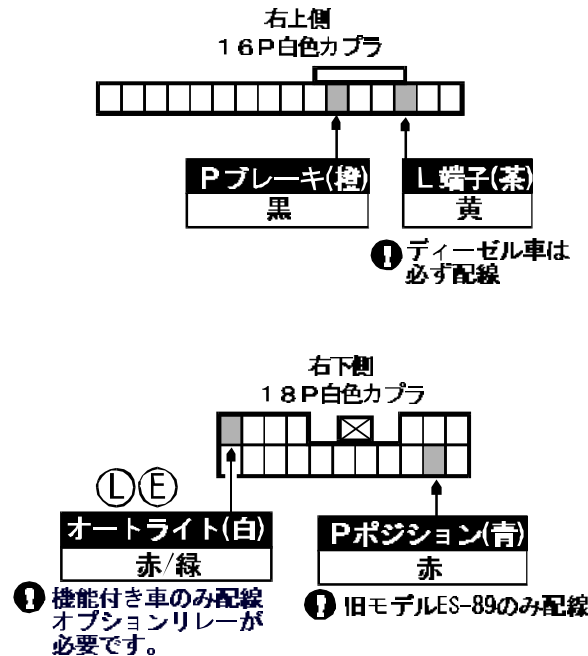 右上側
16P白色カプラ
Pブレーキ(橙)
黒
L端子(茶)
黄
ディーゼル車は
必ず配線
右下側
18P白色カプラ
L E
オートライト(白)
赤/緑
機能付き車のみ配線
オプションリレーが
必要です。
Pポジション(青)
赤
旧モデルES-89のみ配線